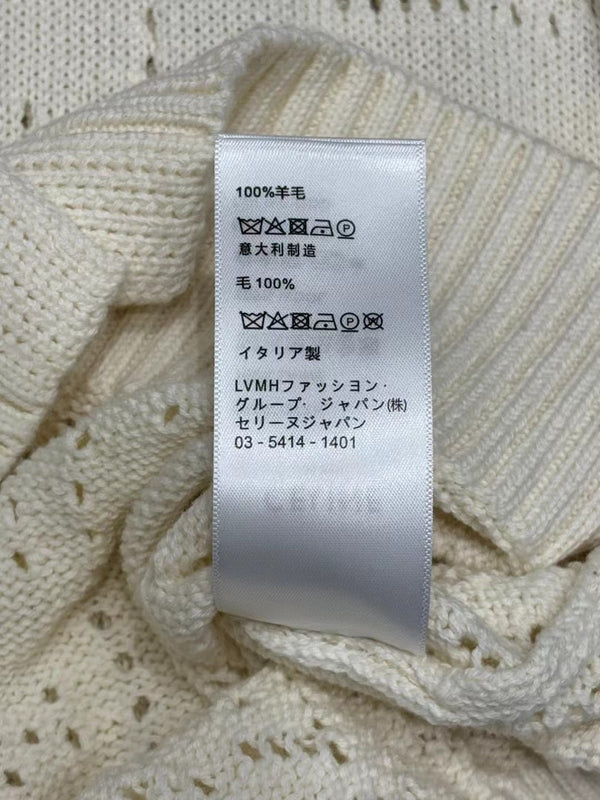 100%羊毛
P
意大利制造
毛 100%
P
イタリア製
LVMHファッション・
グループ・ジャパン(株)
セリーヌジャパン
03 - 5414 - 1401